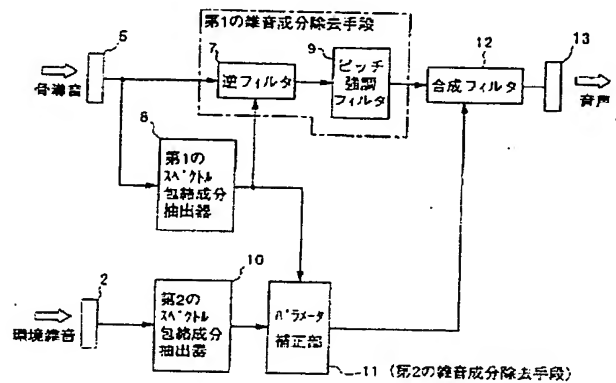 第1の雑音成分除去手段
5
7
9
12
13
骨導音
逆フィルタ
ピッチ
強調
フィルタ
合成フィルタ
音声
8
第1の
スペクトル
包絡成分
抽出器
2
10
環境雑音
第2の
スペクトル
包絡成分
抽出器
パラメータ
補正部
11 (第2の雑音成分除去手段)